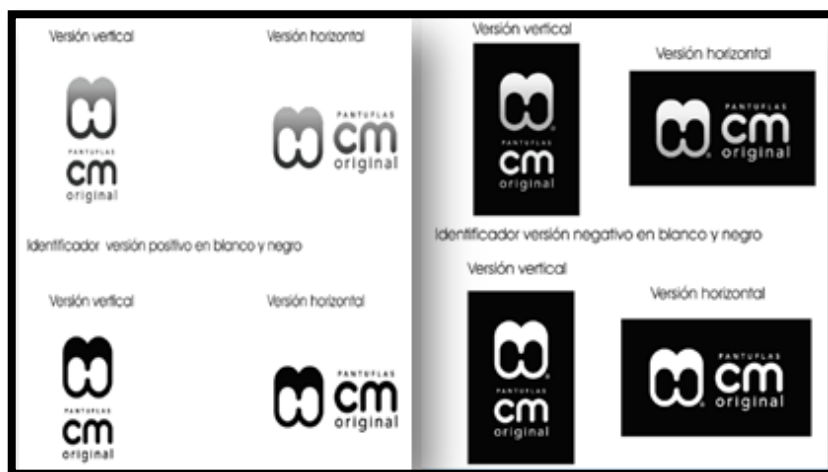 Versión vertical
Versión horizontal
PANTUFLAS
cm
original
PANTUFLAS
cm
original
Identificador versión positivo en blanco y negro
Versión vertical
Versión horizontal
PANTUFLAS
cm
original
PANTUFLAS
cm
original
Versión vertical
Versión horizontal
PANTUFLAS
cm
original
PANTUFLAS
cm
original
Identificador versión negativo en blanco y negro
Versión vertical
Versión horizontal
PANTUFLAS
cm
original
PANTUFLAS
cm
original